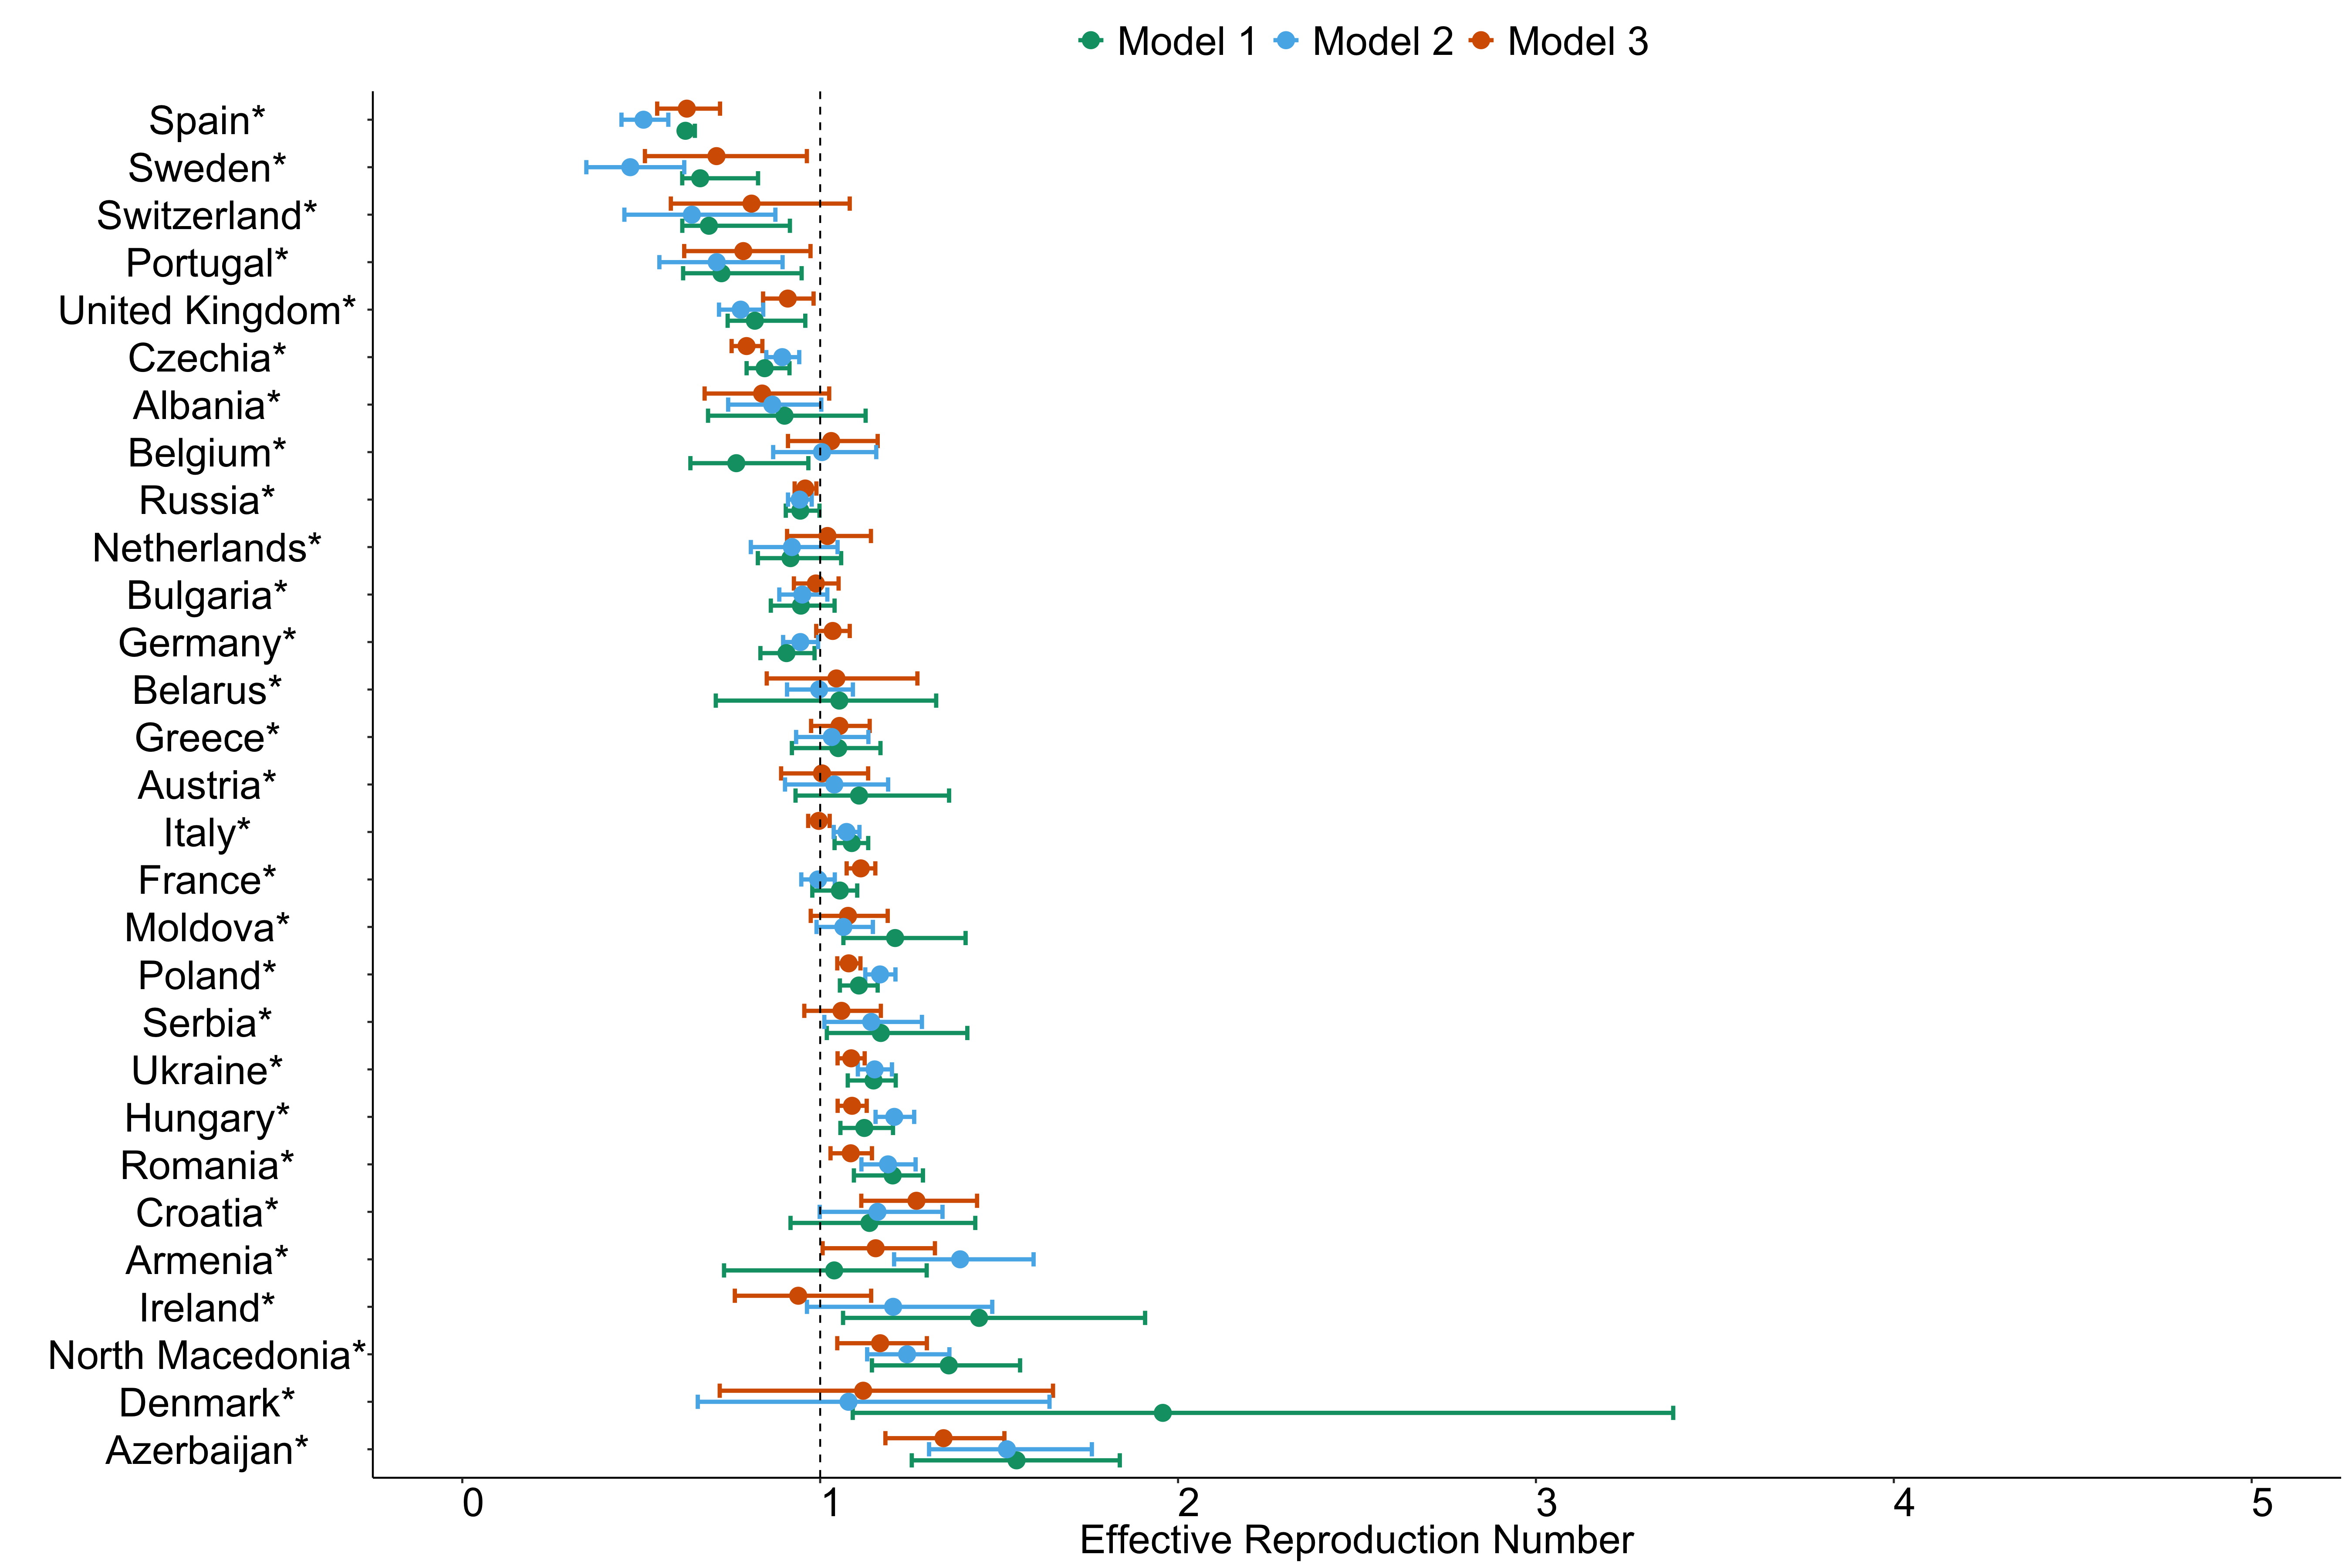 Model 1 Model 2 Model 3
Spain*
Sweden*
Switzerland*
Portugal*
United Kingdom*
Czechia*
Albania*
Belgium*
Russia*
Netherlands*
Bulgaria*
Germany*
Belarus*
Greece*
Austria*
Italy*
France*
Moldova*
Poland*
Serbia*
Ukraine*
Hungary*
Romania*
Croatia*
Armenia*
Ireland*
North Macedonia*
Denmark*
Azerbaijan*
0 1 2 3 4 5
Effective Reproduction Number